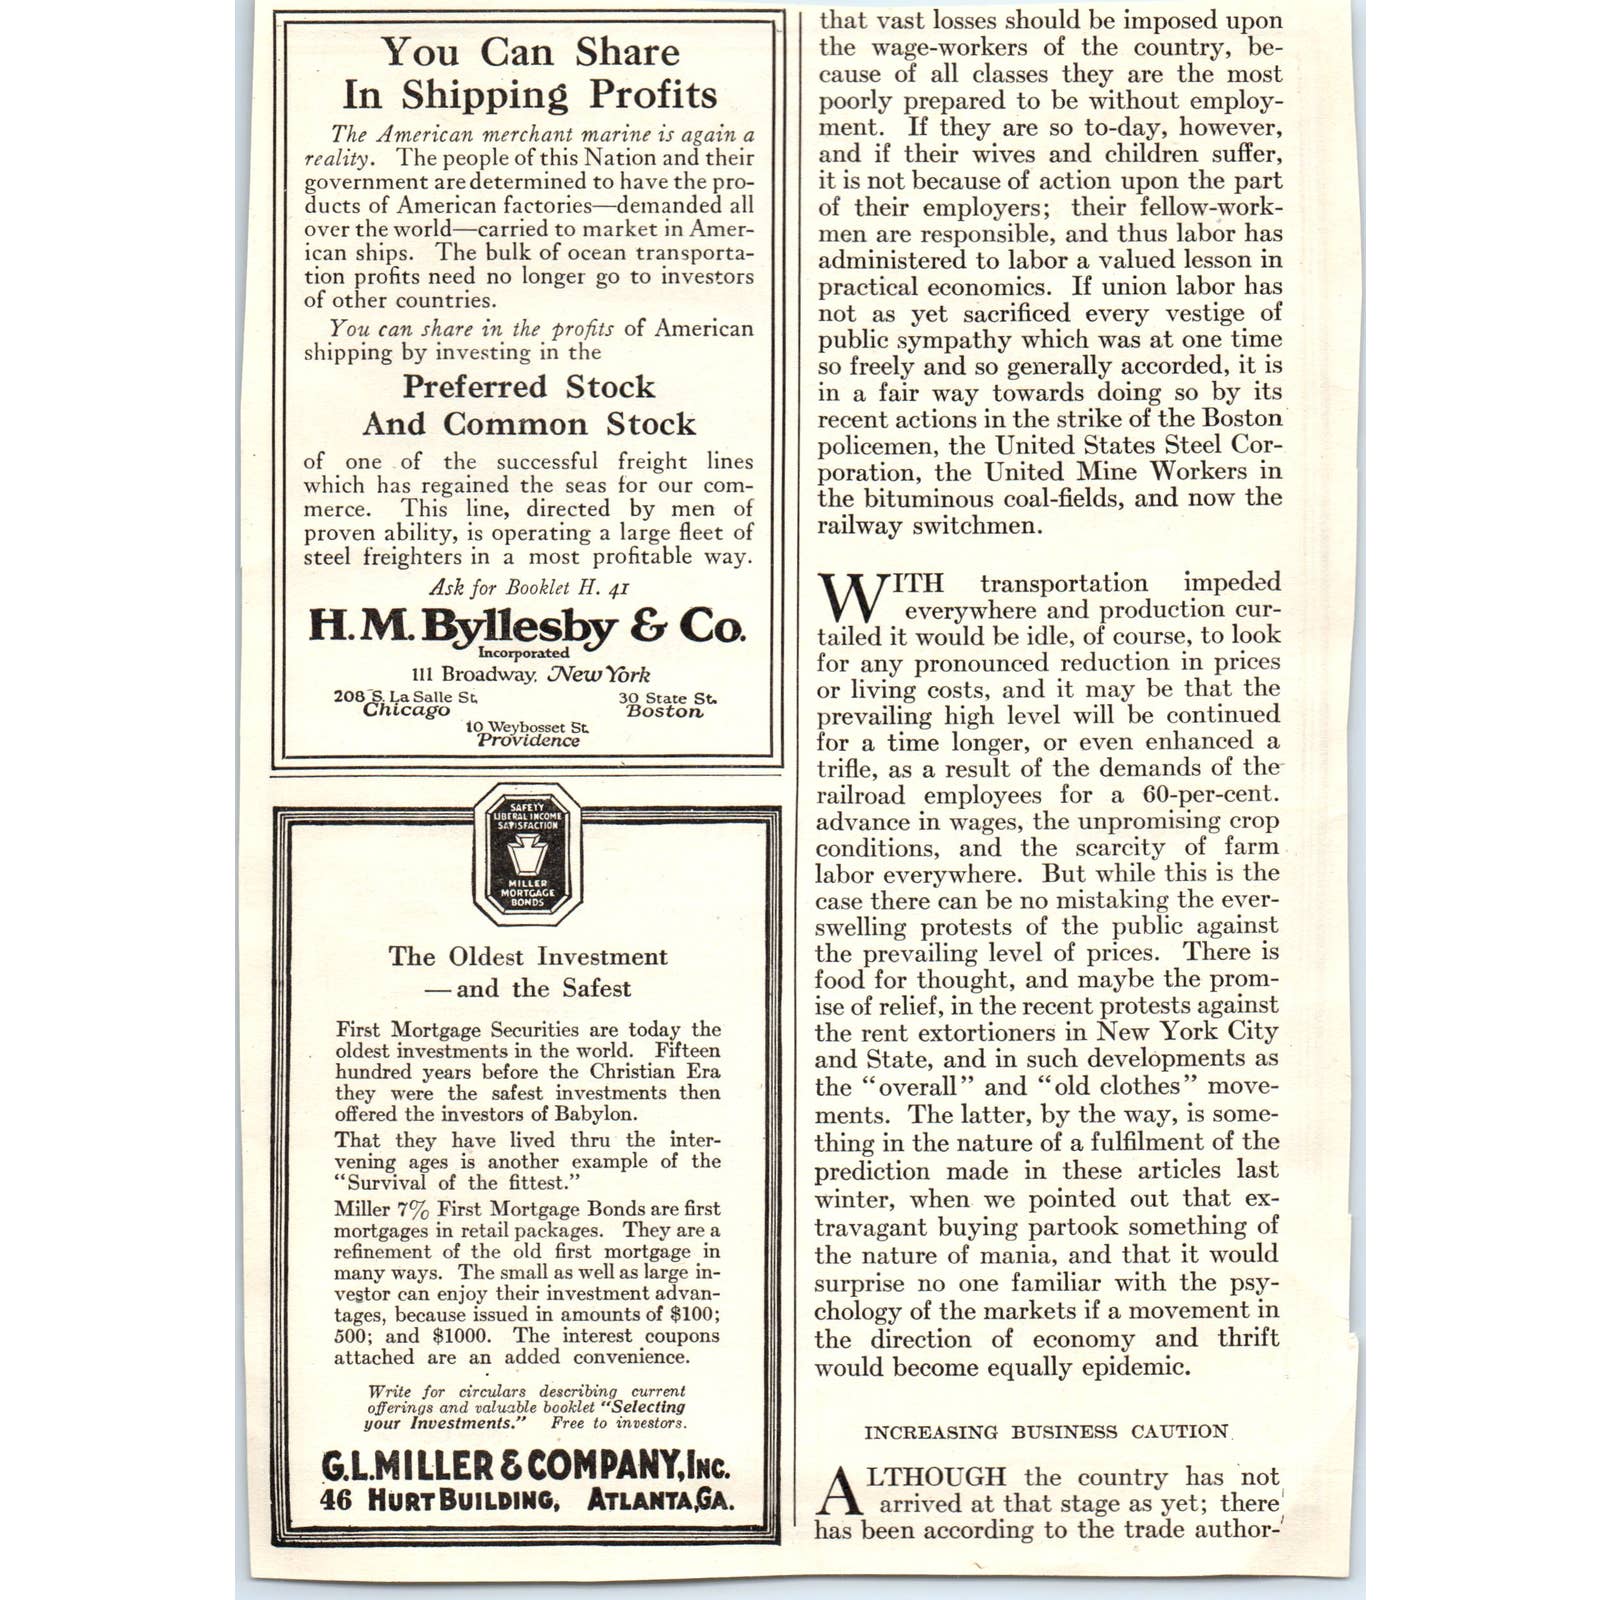 You Can Share
In Shipping Profits
The American merchant marine is again a
reality. The people of this Nation and their
government are determined to have the pro-
ducts of American factories—demanded all
over the world—carried to market in Amer-
ican ships. The bulk of ocean transporta-
tion profits need no longer go to investors
of other countries.
You can share in the profits of American
shipping by investing in the
Preferred Stock
And Common Stock
of one of the successful freight lines
which has regained the seas for our com-
merce. This line, directed by men of
proven ability, is operating a large fleet of
steel freighters in a most profitable way.
Ask for Booklet H. 41
H.M. Byllesby & Co.
Incorporated
111 Broadway, New York
208 S. La Salle St.
Chicago
30 State St.
Boston
10 Weybosset St.
Providence
SAFETY
LIBERAL INCOME
SATISFACTION
MILLER
MORTGAGE
BONDS
The Oldest Investment
—and the Safest
First Mortgage Securities are today the
oldest investments in the world. Fifteen
hundred years before the Christian Era
they were the safest investments then
offered the investors of Babylon.
That they have lived thru the inter-
vening ages is another example of the
"Survival of the fittest."
Miller 7% First Mortgage Bonds are first
mortgages in retail packages. They are a
refinement of the old first mortgage in
many ways. The small as well as large in-
vestor can enjoy their investment advan-
tages, because issued in amounts of $100;
500; and $1000. The interest coupons
attached are an added convenience.
Write for circulars describing current
offerings and valuable booklet "Selecting
your Investments." Free to investors.
G.L. MILLER & COMPANY, INC.
46 HURT BUILDING, ATLANTA, GA.
that vast losses should be imposed upon
the wage-workers of the country, be-
cause of all classes they are the most
poorly prepared to be without employ-
ment. If they are so to-day, however,
and if their wives and children suffer,
it is not because of action upon the part
of their employers; their fellow-work-
men are responsible, and thus labor has
administered to labor a valued lesson in
practical economics. If union labor has
not as yet sacrificed every vestige of
public sympathy which was at one time
so freely and so generally accorded, it is
in a fair way towards doing so by its
recent actions in the strike of the Boston
policemen, the United States Steel Cor-
poration, the United Mine Workers in
the bituminous coal-fields, and now the
railway switchmen.
WITH transportation impeded
everywhere and production cur-
tailed it would be idle, of course, to look
for any pronounced reduction in prices
or living costs, and it may be that the
prevailing high level will be continued
for a time longer, or even enhanced a
trifle, as a result of the demands of the
railroad employees for a 60-per-cent.
advance in wages, the unpromising crop
conditions, and the scarcity of farm
labor everywhere. But while this is the
case there can be no mistaking the ever-
swelling protests of the public against
the prevailing level of prices. There is
food for thought, and maybe the prom-
ise of relief, in the recent protests against
the rent extortioners in New York City
and State, and in such developments as
the "overall" and "old clothes" move-
ments. The latter, by the way, is some-
thing in the nature of a fulfilment of the
prediction made in these articles last
winter, when we pointed out that ex-
travagant buying partook something of
the nature of mania, and that it would
surprise no one familiar with the psy-
chology of the markets if a movement in
the direction of economy and thrift
would become equally epidemic.
INCREASING BUSINESS CAUTION
ALTHOUGH the country has not
arrived at that stage as yet; there
has been according to the trade author-